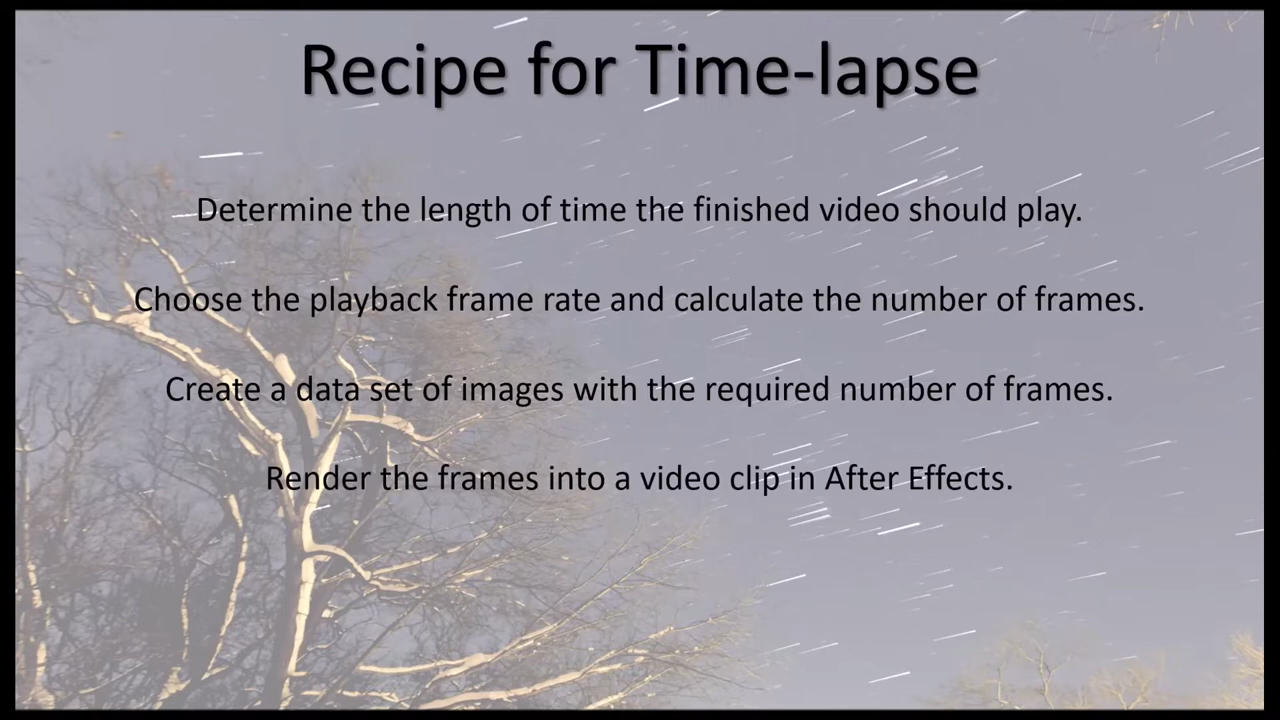 Recipe for Time-lapse
Determine the length of time the finished video should play.
Choose the playback frame rate and calculate the number of frames.
Create a data set of images with the required number of frames.
Render the frames into a video clip in After Effects.